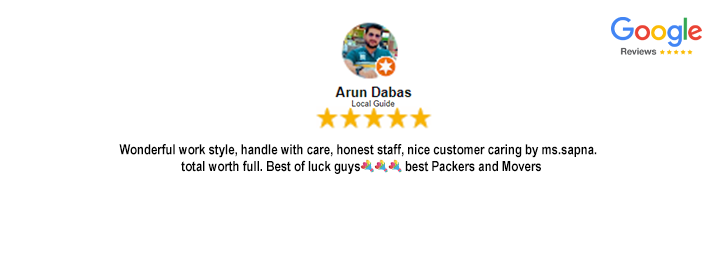 Google
Reviews ★★★★★
Arun Dabas
Local Guide
★★★★★
Wonderful work style, handle with care, honest staff, nice customer caring by ms.sapna.
total worth full. Best of luck guys💐💐💐 best Packers and Movers